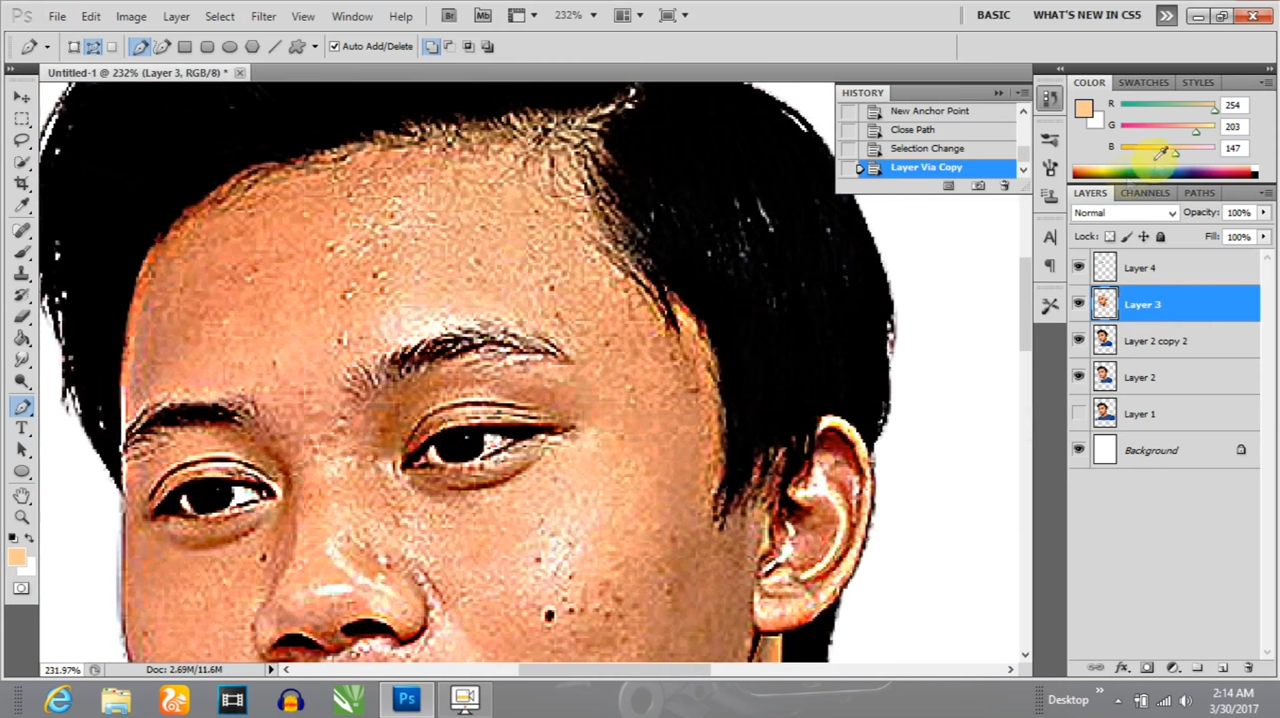 Ps File Edit Image Layer Select Filter View Window Help Br Mb 232% BASIC WHAT'S NEW IN CS5
Auto Add/Delete
Untitled-1 @ 232% (Layer 3, RGB/8) *
HISTORY
New Anchor Point
Close Path
Selection Change
Layer Via Copy
COLOR SWATCHES STYLES
R 254
G 203
B 147
LAYERS CHANNELS PATHS
Normal Opacity: 100%
Lock: Fill: 100%
Layer 4
Layer 3
Layer 2 copy 2
Layer 2
Layer 1
Background
231.97% Doc: 2.69M/11.6M
Ps Desktop 2:14 AM
3/30/2017